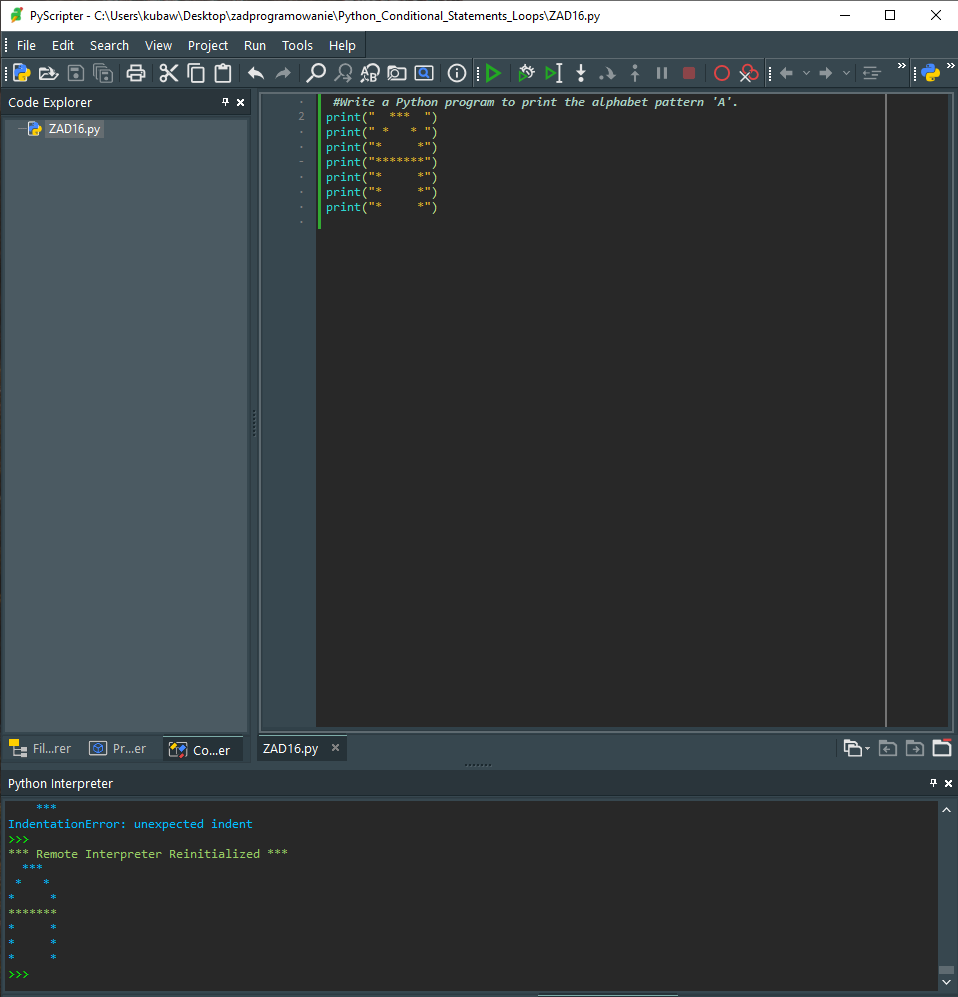 PyScripter - C:\Users\kubaw\Desktop\zadprogramowanie\Python_Conditional_Statements_Loops\ZAD16.py
File Edit Search View Project Run Tools Help
Code Explorer
ZAD16.py
#Write a Python program to print the alphabet pattern 'A'.
2 print("  ***  ")
print(" *   * ")
print("*     *")
print("*******")
print("*     *")
print("*     *")
print("*     *")
Fil...rer Pr...er Co...er ZAD16.py
Python Interpreter
    ***
IndentationError: unexpected indent
>>>
*** Remote Interpreter Reinitialized ***
  ***
 *   *
*     *
*******
*     *
*     *
*     *
>>>